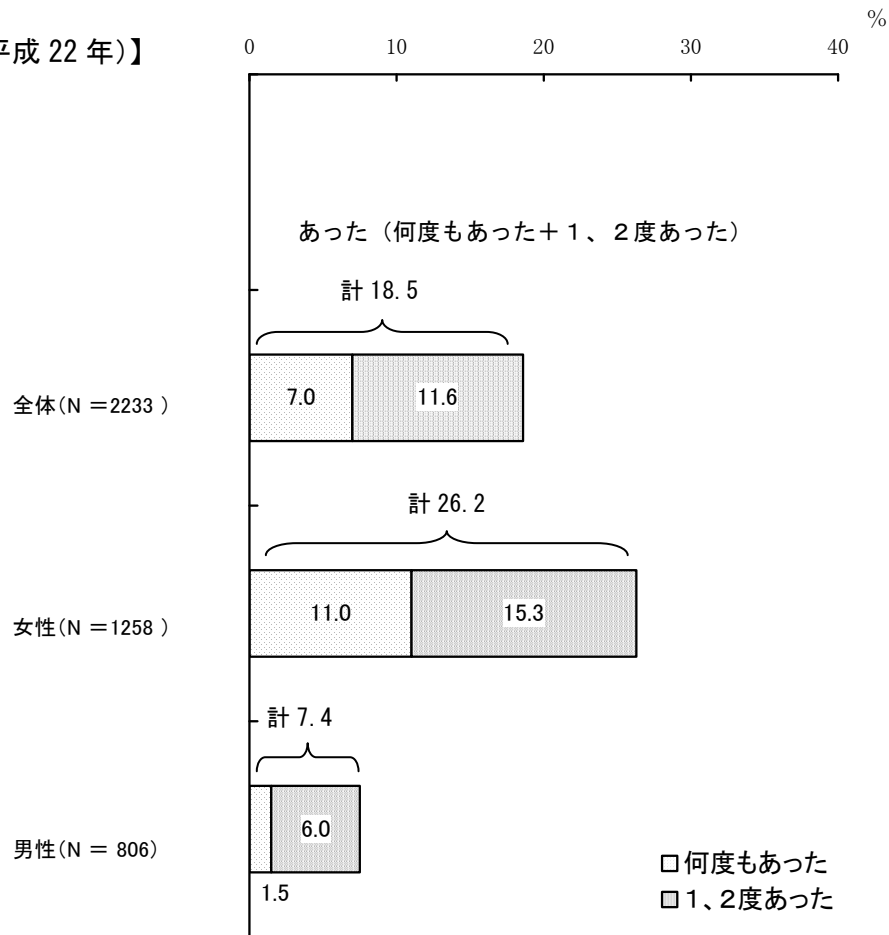 %
成 22 年）】
0 10 20 30 40
あった（何度もあった＋１、２度あった）
計 18.5
全体(N ＝2233 ) 7.0 11.6
計 26.2
女性(N ＝1258 ) 11.0 15.3
計 7.4
男性(N ＝ 806) 6.0
1.5
何度もあった
１、２度あった